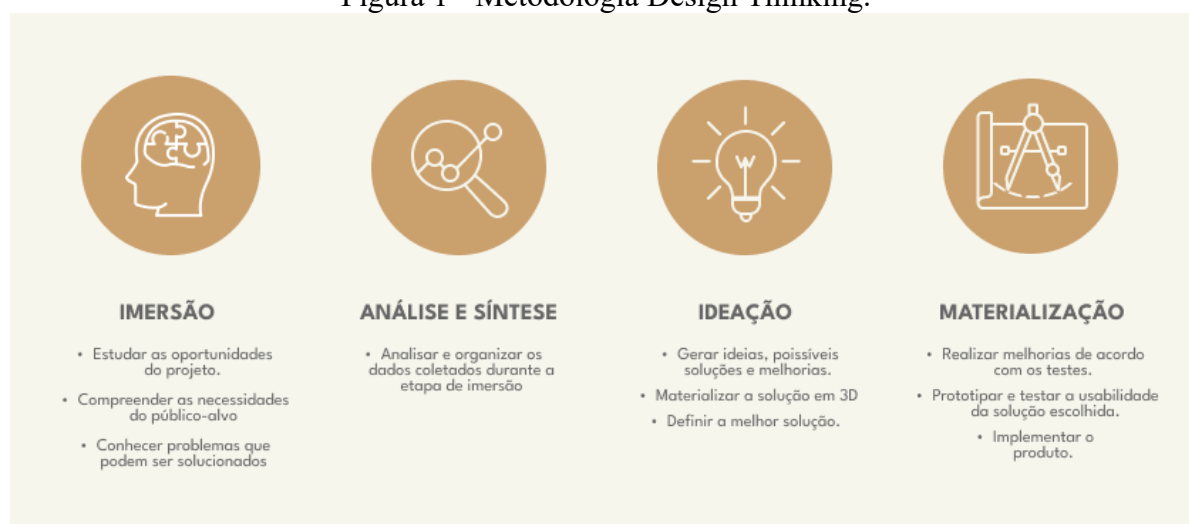 Figura 1 - Metodologia Design Thinking.
IMERSÃO
• Estudar as oportunidades
do projeto.
• Compreender as necessidades
do público-alvo
• Conhecer problemas que
podem ser solucionados
ANÁLISE E SÍNTESE
• Analisar e organizar os
dados coletados durante a
etapa de imersão
IDEAÇÃO
• Gerar ideias, poissíveis
soluções e melhorias.
• Materializar a solução em 3D
• Definir a melhor solução.
MATERIALIZAÇÃO
• Realizar melhorias de acordo
com os testes.
• Prototipar e testar a usabilidade
da solução escolhida.
• Implementar o
produto.